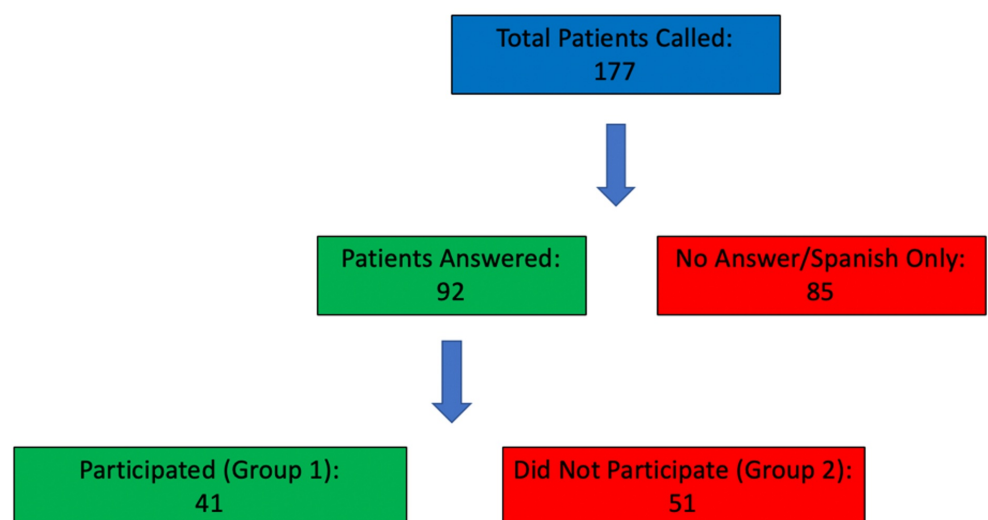 Total Patients Called:
177
Patients Answered:
92
No Answer/Spanish Only:
85
Participated (Group 1):
41
Did Not Participate (Group 2):
51